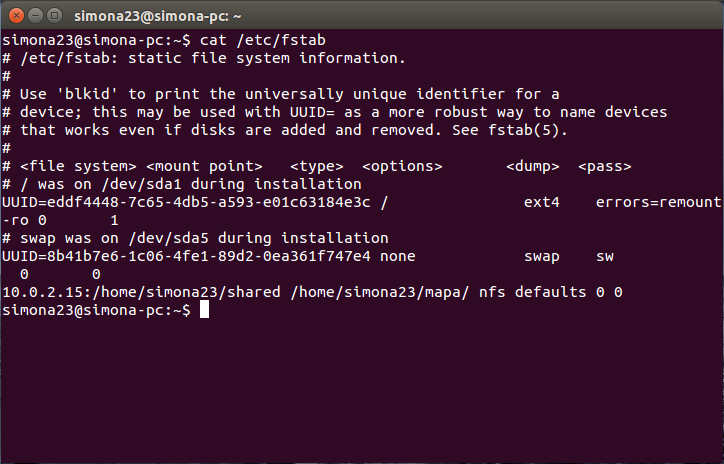 simona23@simona-pc: ~
simona23@simona-pc:~$ cat /etc/fstab
# /etc/fstab: static file system information.
#
# Use 'blkid' to print the universally unique identifier for a
# device; this may be used with UUID= as a more robust way to name devices
# that works even if disks are added and removed. See fstab(5).
#
# <file system> <mount point>   <type>  <options>       <dump>  <pass>
# / was on /dev/sda1 during installation
UUID=eddf4448-7c65-4db5-a593-e01c63184e3c /               ext4    errors=remount
-ro 0       1
# swap was on /dev/sda5 during installation
UUID=8b41b7e6-1c06-4fe1-89d2-0ea361f747e4 none            swap    sw
  0       0
10.0.2.15:/home/simona23/shared /home/simona23/mapa/ nfs defaults 0 0
simona23@simona-pc:~$